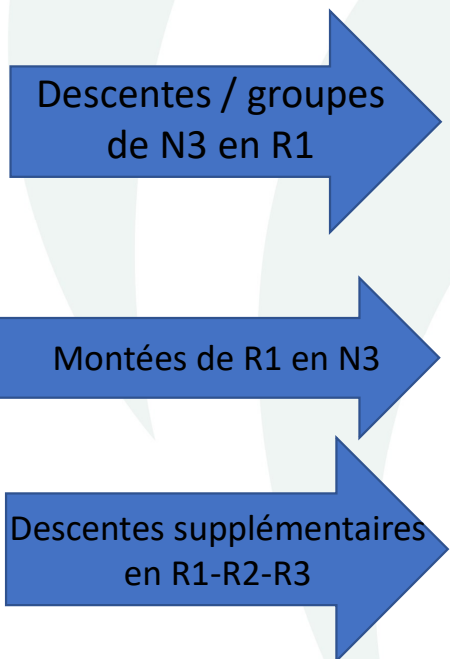 Descentes / groupes
de N3 en R1
Montées de R1 en N3
Descentes supplémentaires
en R1-R2-R3